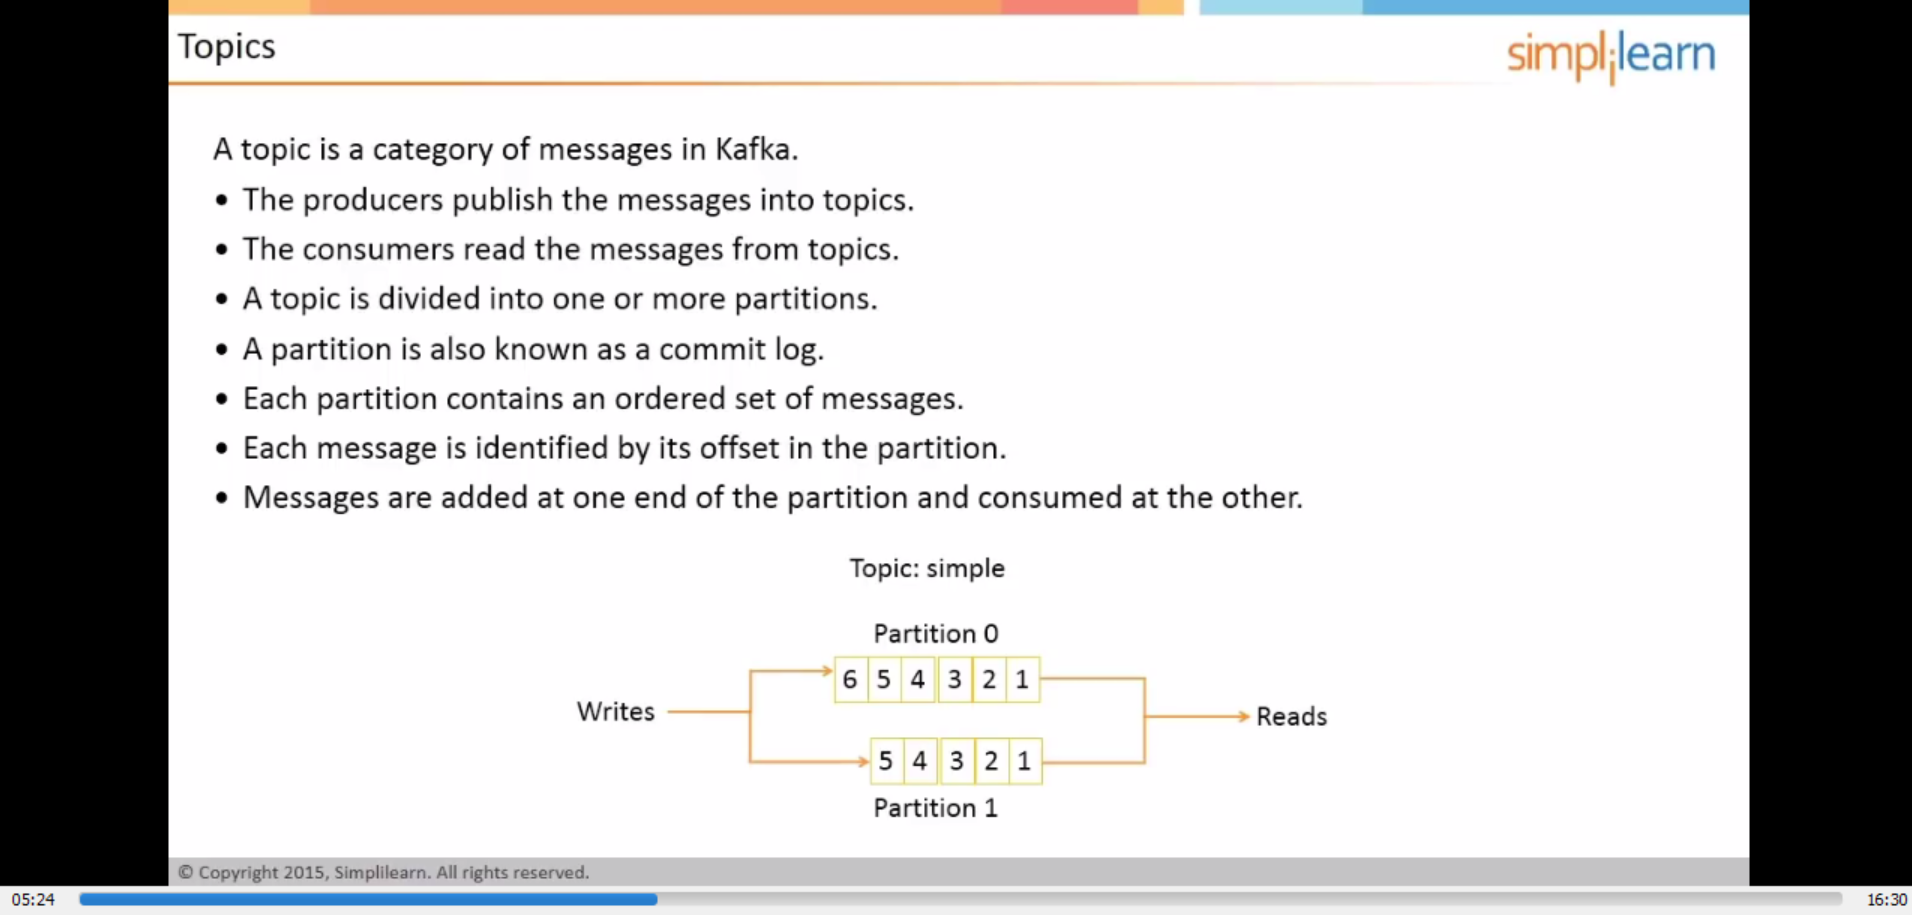 Topics
simplilearn
A topic is a category of messages in Kafka.
• The producers publish the messages into topics.
• The consumers read the messages from topics.
• A topic is divided into one or more partitions.
• A partition is also known as a commit log.
• Each partition contains an ordered set of messages.
• Each message is identified by its offset in the partition.
• Messages are added at one end of the partition and consumed at the other.
Topic: simple
Partition 0
6 5 4 3 2 1
Writes
Reads
5 4 3 2 1
Partition 1
© Copyright 2015, Simplilearn. All rights reserved.
05:24
16:30